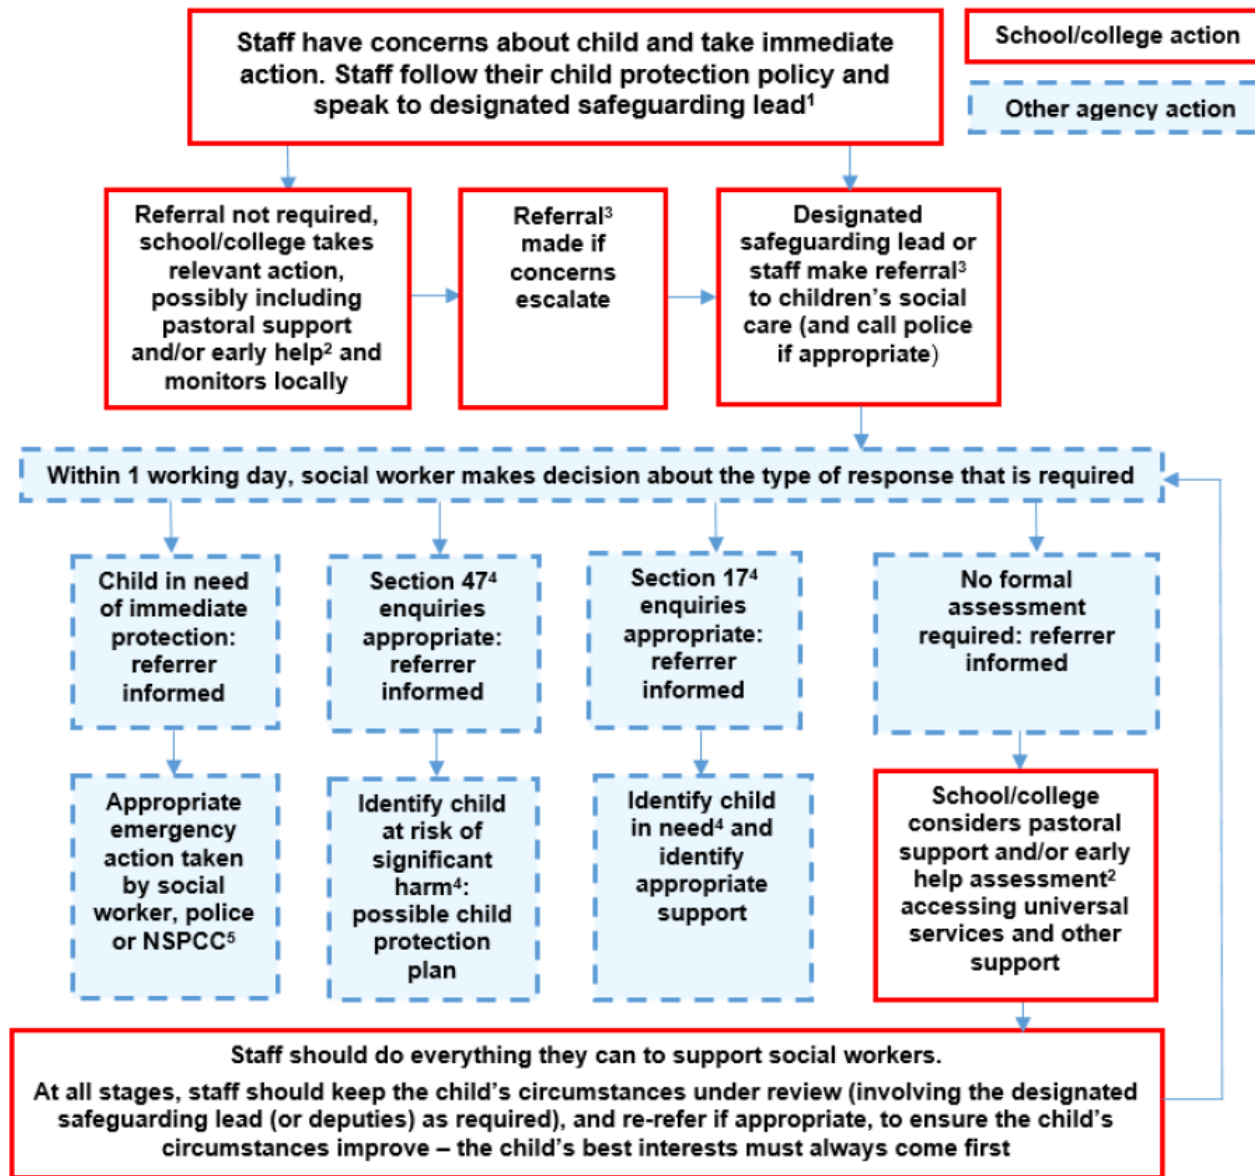 Staff have concerns about child and take immediate
action. Staff follow their child protection policy and
speak to designated safeguarding lead¹
School/college action
Other agency action
Referral not required,
school/college takes
relevant action,
possibly including
pastoral support
and/or early help² and
monitors locally
Referral³
made if
concerns
escalate
Designated
safeguarding lead or
staff make referral³
to children’s social
care (and call police
if appropriate)
Within 1 working day, social worker makes decision about the type of response that is required
Child in need
of immediate
protection:
referrer
informed
Section 47⁴
enquiries
appropriate:
referrer
informed
Section 17⁴
enquiries
appropriate:
referrer
informed
No formal
assessment
required: referrer
informed
Appropriate
emergency
action taken
by social
worker, police
or NSPCC⁵
Identify child
at risk of
significant
harm⁴:
possible child
protection
plan
Identify child
in need⁴ and
identify
appropriate
support
School/college
considers pastoral
support and/or early
help assessment²
accessing universal
services and other
support
Staff should do everything they can to support social workers.
At all stages, staff should keep the child’s circumstances under review (involving the designated
safeguarding lead (or deputies) as required), and re-refer if appropriate, to ensure the child’s
circumstances improve – the child’s best interests must always come first